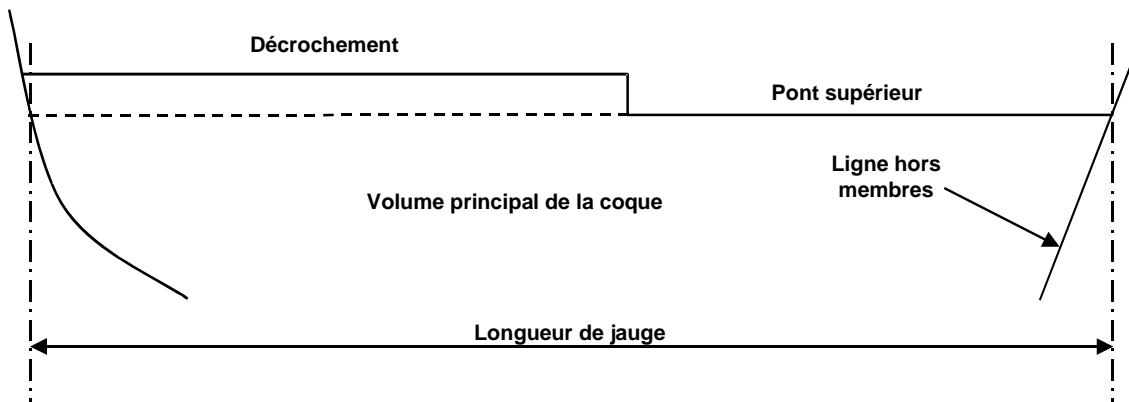 Décrochement
Pont supérieur
Ligne hors
membres
Volume principal de la coque
Longueur de jauge